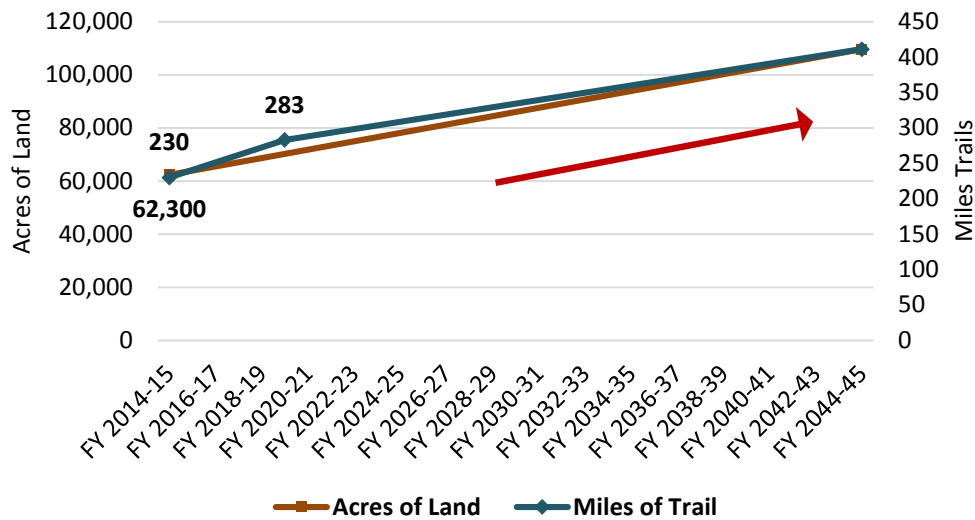 120,000
100,000
80,000
60,000
40,000
20,000
0
Acres of Land
230
283
62,300
450
400
350
300
250
200
150
100
50
0
Miles Trails
FY 2014-15
FY 2016-17
FY 2018-19
FY 2020-21
FY 2022-23
FY 2024-25
FY 2026-27
FY 2028-29
FY 2030-31
FY 2032-33
FY 2034-35
FY 2036-37
FY 2038-39
FY 2040-41
FY 2042-43
FY 2044-45
Acres of Land
Miles of Trail